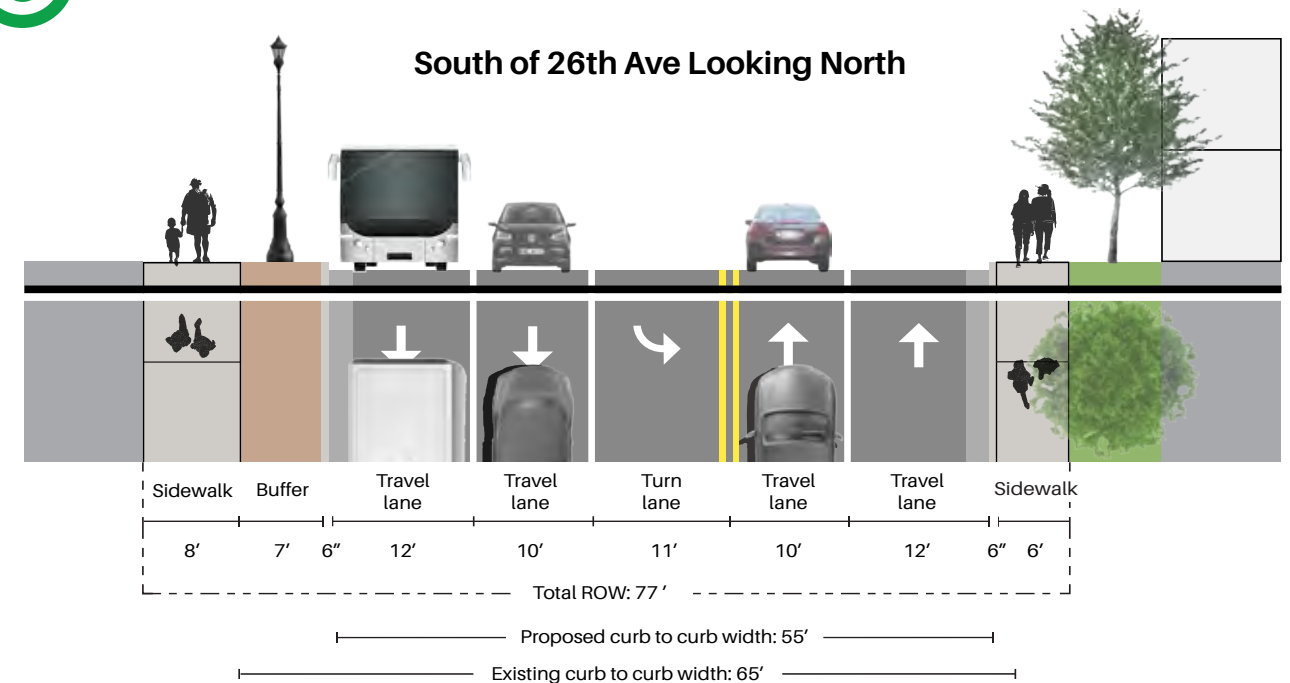 South of 26th Ave Looking North
Sidewalk
Buffer
Travel
lane
Travel
lane
Turn
lane
Travel
lane
Travel
lane
Sidewalk
8’ 7’ 6” 12’ 10’ 11’ 10’ 12’ 6” 6’
Total ROW: 77 ’
Proposed curb to curb width: 55’
Existing curb to curb width: 65’